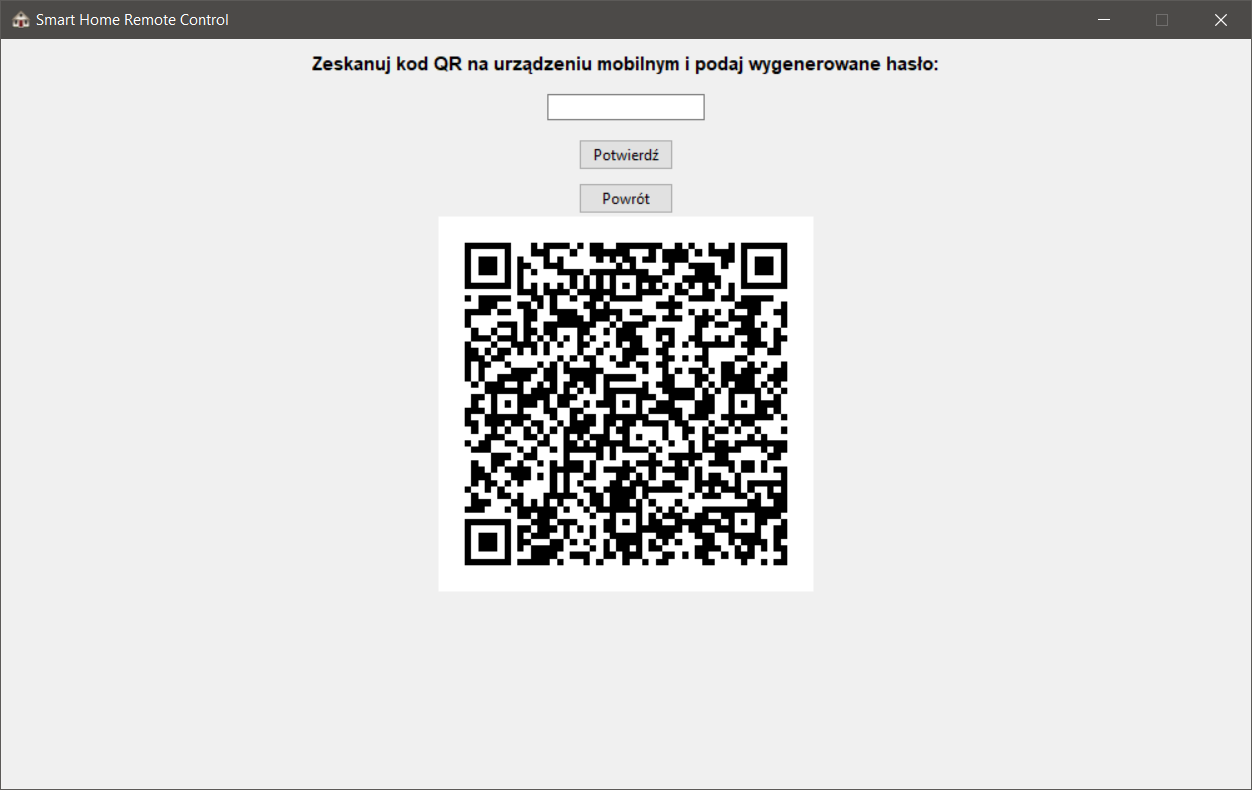 Smart Home Remote Control
Zeskanuj kod QR na urządzeniu mobilnym i podaj wygenerowane hasło:
Potwierdź
Powrót